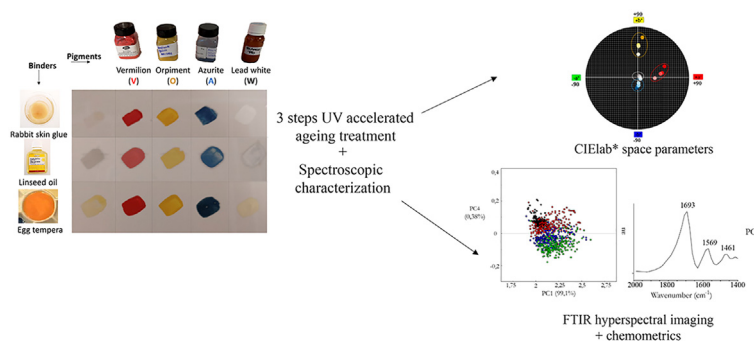 Pigments
Binders
Vermilion
(V)
Orpiment
(O)
Azurite
(A)
Lead white
(W)
Rabbit skin glue
Linseed oil
Egg tempera
3 steps UV accelerated
ageing treatment
+
Spectroscopic
characterization
+90
-90
+90
-90
CIElab* space parameters
0,4
0,2
0
-0,2
PC4
(0,38%)
1,75
2
2,25
2,5
2,75
PC1 (99,1%)
1693
1569
1461
2000
1800
1600
1400
Wavenumber (cm-1)
PC
FTIR hyperspectral imaging
+ chemometrics